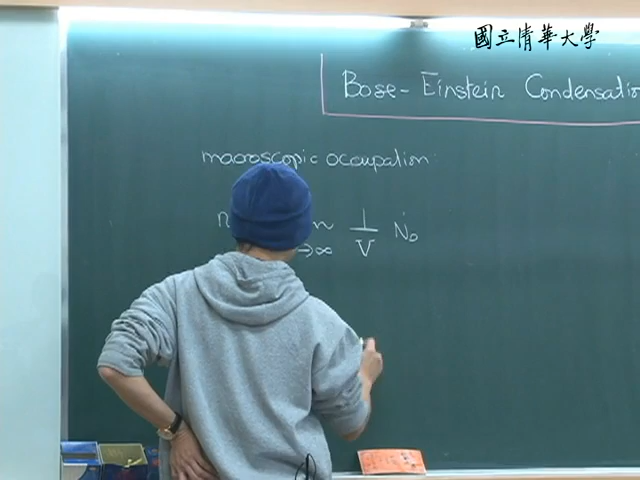 國立清華大學
Bose-Einstein Condensatio
macroscopic occupation
n 1/V N₀
→∞